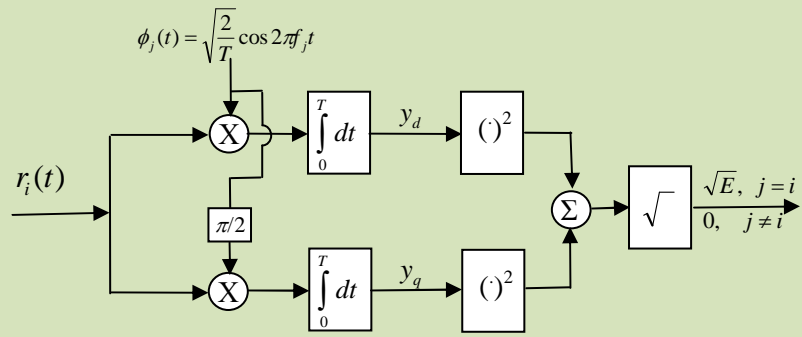 ϕ_j(t) = √(2/T) cos 2πf_j t
X
∫_0^T dt
y_d
(·)²
r_i(t)
√E, j = i
0, j ≠ i
Σ
√
π/2
X
∫_0^T dt
y_q
(·)²